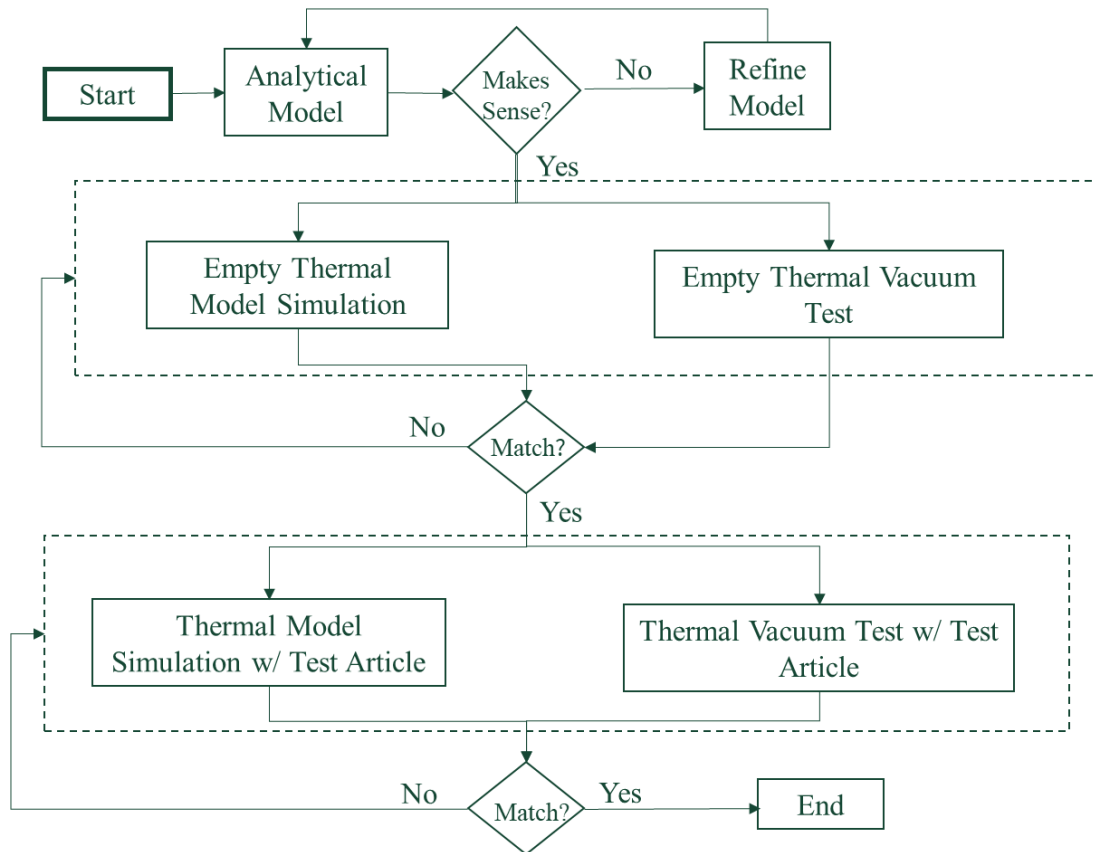 Start
Analytical
Model
Makes
Sense?
No
Refine
Model
Yes
Empty Thermal
Model Simulation
Empty Thermal Vacuum
Test
No
Match?
Yes
Thermal Model
Simulation w/ Test Article
Thermal Vacuum Test w/ Test
Article
No
Match?
Yes
End